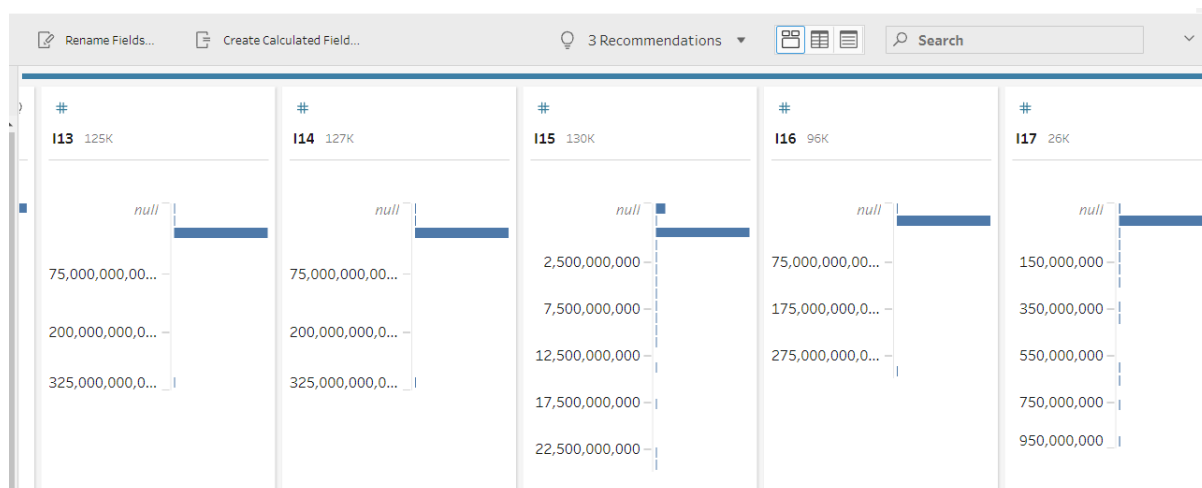 Rename Fields... Create Calculated Field... 3 Recommendations Search
# # # # #
I13 125K I14 127K I15 130K I16 96K I17 26K
null
75,000,000,00...
200,000,000,0...
325,000,000,0...
null
75,000,000,00...
200,000,000,0...
325,000,000,0...
null
2,500,000,000
7,500,000,000
12,500,000,000
17,500,000,000
22,500,000,000
null
75,000,000,00...
175,000,000,0...
275,000,000,0...
null
150,000,000
350,000,000
550,000,000
750,000,000
950,000,000